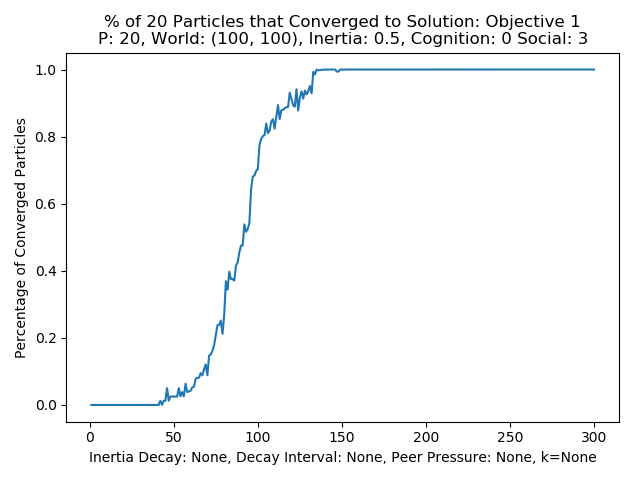 % of 20 Particles that Converged to Solution: Objective 1
P: 20, World: (100, 100), Inertia: 0.5, Cognition: 0 Social: 3
Percentage of Converged Particles
1.0
0.8
0.6
0.4
0.2
0.0
0 50 100 150 200 250 300
Inertia Decay: None, Decay Interval: None, Peer Pressure: None, k=None